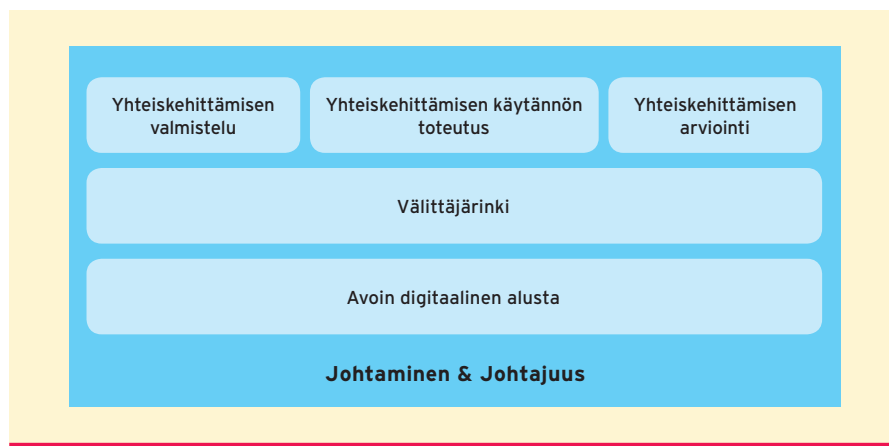 Yhteiskehittämisen
valmistelu
Yhteiskehittämisen käytännön
toteutus
Yhteiskehittämisen
arviointi
Välittäjärinki
Avoin digitaalinen alusta
Johtaminen & Johtajuus